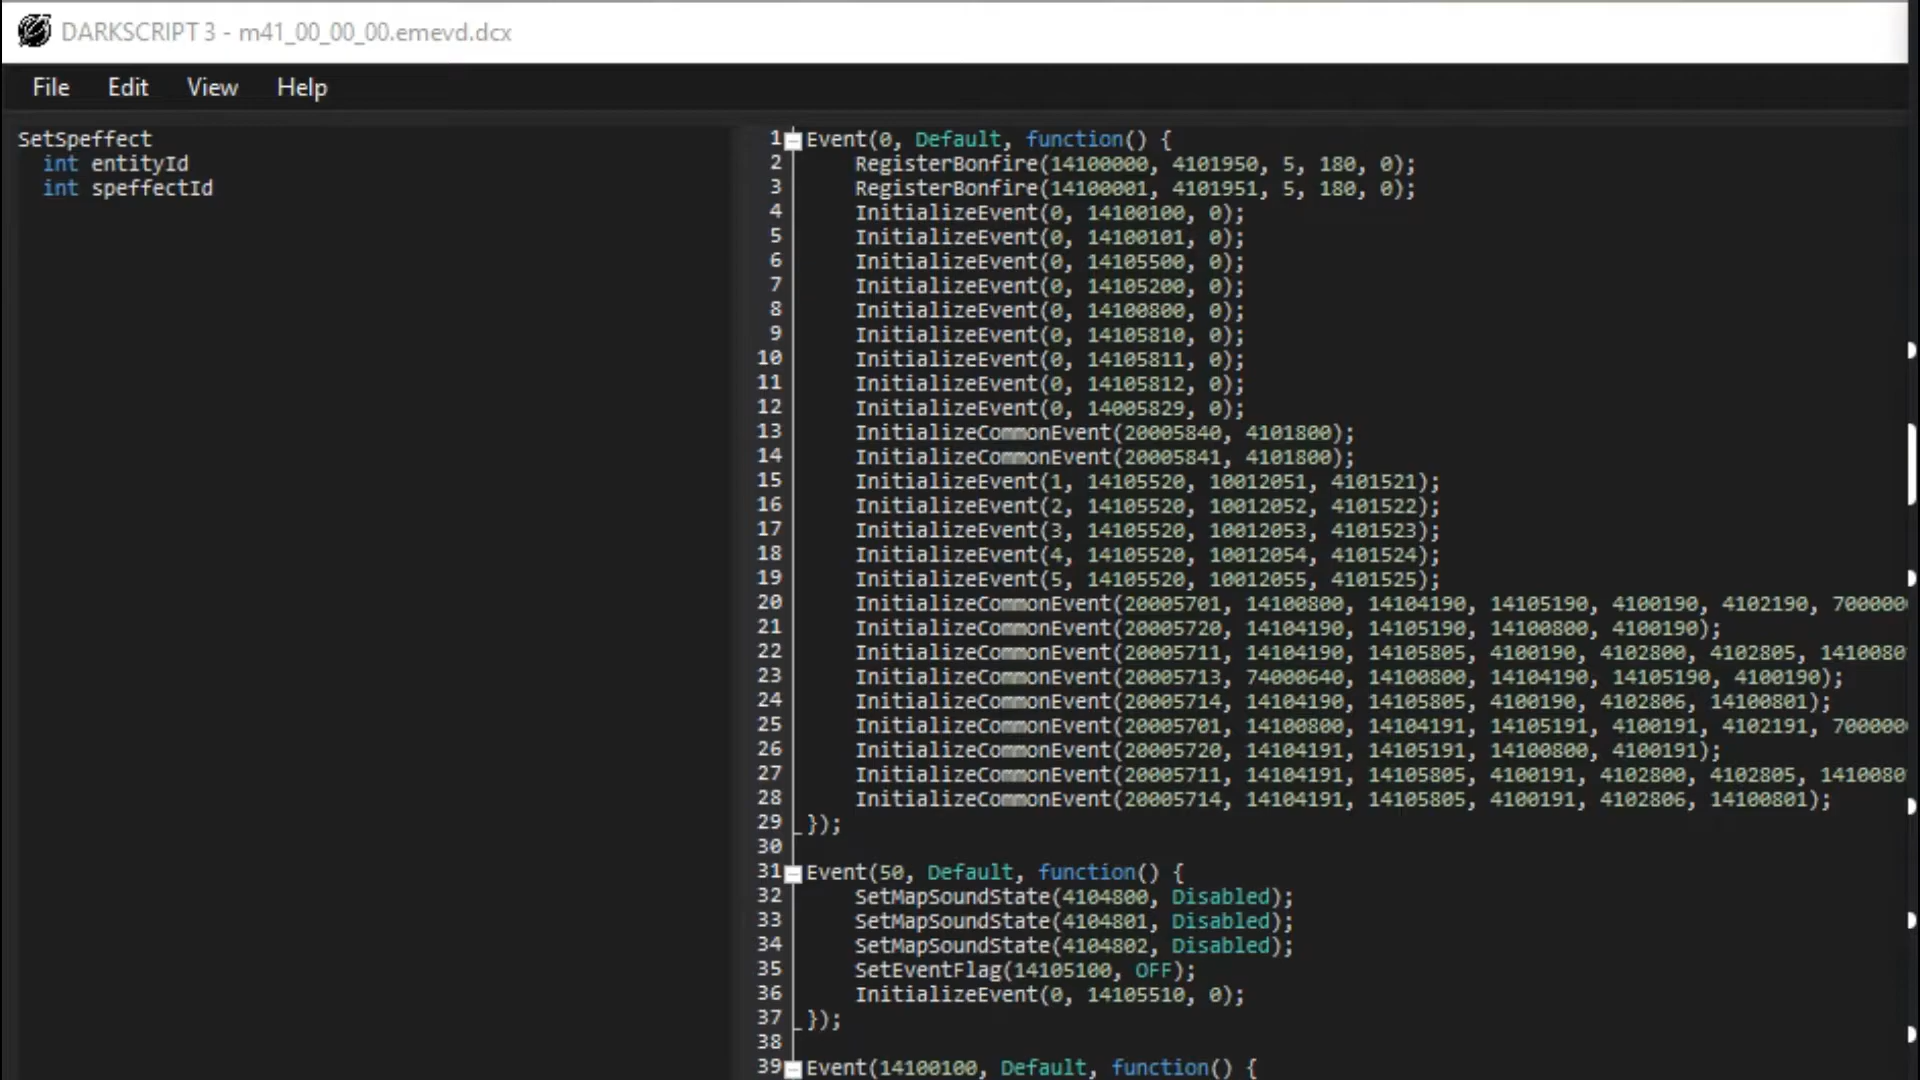 DARKSCRIPT 3 - m41_00_00_00.emevd.dcx
File Edit View Help
SetSpeffect
int entityId
int speffectId
1 Event(0, Default, function() {
2 RegisterBonfire(14100000, 4101950, 5, 180, 0);
3 RegisterBonfire(14100001, 4101951, 5, 180, 0);
4 InitializeEvent(0, 14100100, 0);
5 InitializeEvent(0, 14100101, 0);
6 InitializeEvent(0, 14105500, 0);
7 InitializeEvent(0, 14105200, 0);
8 InitializeEvent(0, 14100800, 0);
9 InitializeEvent(0, 14105810, 0);
10 InitializeEvent(0, 14105811, 0);
11 InitializeEvent(0, 14105812, 0);
12 InitializeEvent(0, 14005829, 0);
13 InitializeCommonEvent(20005840, 4101800);
14 InitializeCommonEvent(20005841, 4101800);
15 InitializeEvent(1, 14105520, 10012051, 4101521);
16 InitializeEvent(2, 14105520, 10012052, 4101522);
17 InitializeEvent(3, 14105520, 10012053, 4101523);
18 InitializeEvent(4, 14105520, 10012054, 4101524);
19 InitializeEvent(5, 14105520, 10012055, 4101525);
20 InitializeCommonEvent(20005701, 14100800, 14104190, 14105190, 4100190, 4102190, 700000
21 InitializeCommonEvent(20005720, 14104190, 14105190, 14100800, 4100190);
22 InitializeCommonEvent(20005711, 14104190, 14105805, 4100190, 4102800, 4102805, 1410080
23 InitializeCommonEvent(20005713, 74000640, 14100800, 14104190, 14105190, 4100190);
24 InitializeCommonEvent(20005714, 14104190, 14105805, 4100190, 4102806, 14100801);
25 InitializeCommonEvent(20005701, 14100800, 14104191, 14105191, 4100191, 4102191, 700000
26 InitializeCommonEvent(20005720, 14104191, 14105191, 14100800, 4100191);
27 InitializeCommonEvent(20005711, 14104191, 14105805, 4100191, 4102800, 4102805, 1410080
28 InitializeCommonEvent(20005714, 14104191, 14105805, 4100191, 4102806, 14100801);
29 });
30
31 Event(50, Default, function() {
32 SetMapSoundState(4104800, Disabled);
33 SetMapSoundState(4104801, Disabled);
34 SetMapSoundState(4104802, Disabled);
35 SetEventFlag(14105100, OFF);
36 InitializeEvent(0, 14105510, 0);
37 });
38
39 Event(14100100, Default, function() {